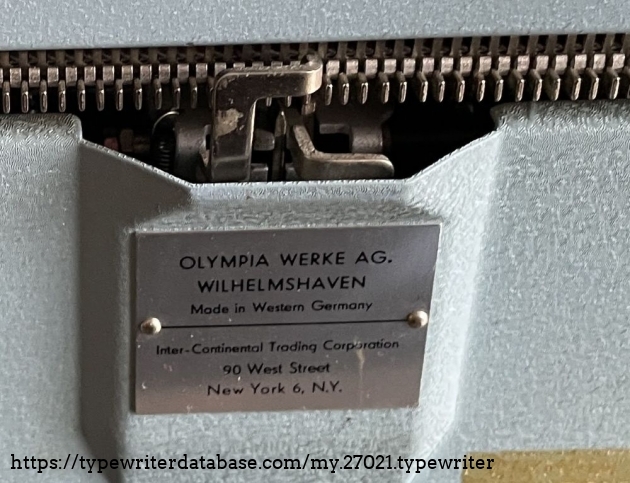 OLYMPIA WERKE AG.
WILHELMSHAVEN
Made in Western Germany
Inter-Continental Trading Corporation
90 West Street
New York 6, N.Y.
https://typewriterdatabase.com/my.27021.typewriter